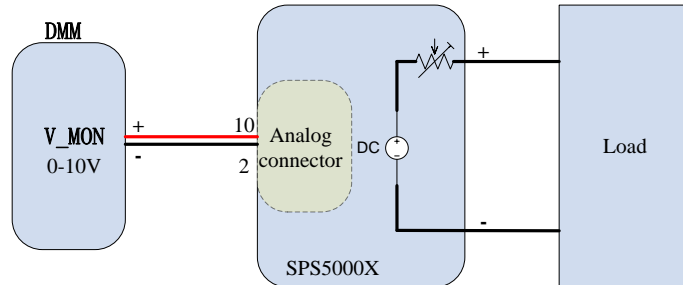 DMM
V_MON
0-10V
+
-
10
2
Analog
connector
DC
+
-
+
-
SPS5000X
Load